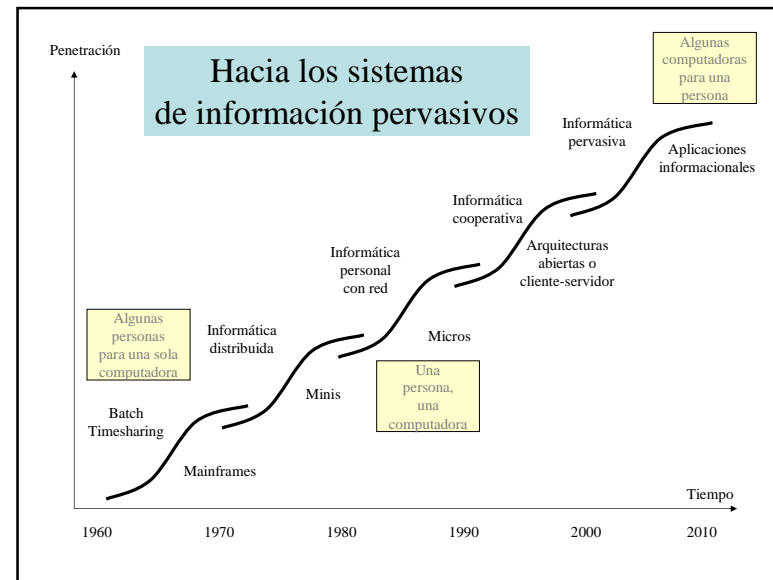 Penetración
Hacia los sistemas
de información pervasivos
Algunas
computadoras
para una
persona
Informática
pervasiva
Aplicaciones
informacionales
Informática
cooperativa
Arquitecturas
abiertas o
cliente-servidor
Informática
personal
con red
Micros
Algunas
personas
para una sola
computadora
Informática
distribuida
Minis
Una
persona,
una
computadora
Batch
Timesharing
Mainframes
Tiempo
1960 1970 1980 1990 2000 2010